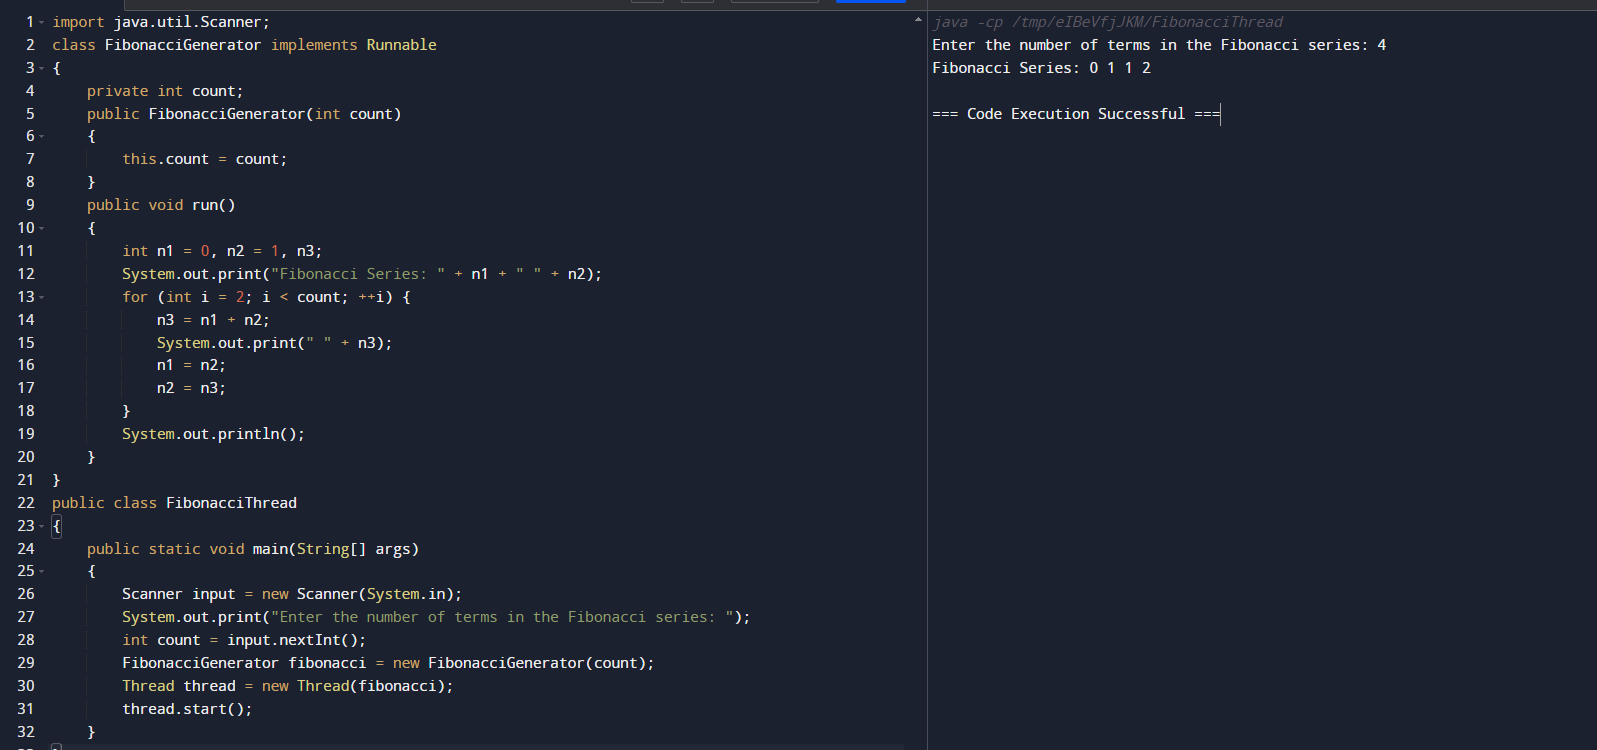 1 import java.util.Scanner;
2 class FibonacciGenerator implements Runnable
3 {
4     private int count;
5     public FibonacciGenerator(int count)
6     {
7         this.count = count;
8     }
9     public void run()
10     {
11         int n1 = 0, n2 = 1, n3;
12         System.out.print("Fibonacci Series: " + n1 + " " + n2);
13         for (int i = 2; i < count; ++i) {
14             n3 = n1 + n2;
15             System.out.print(" " + n3);
16             n1 = n2;
17             n2 = n3;
18         }
19         System.out.println();
20     }
21 }
22 public class FibonacciThread
23 {
24     public static void main(String[] args)
25     {
26         Scanner input = new Scanner(System.in);
27         System.out.print("Enter the number of terms in the Fibonacci series: ");
28         int count = input.nextInt();
29         FibonacciGenerator fibonacci = new FibonacciGenerator(count);
30         Thread thread = new Thread(fibonacci);
31         thread.start();
32     }
java -cp /tmp/eIBeVfjJKM/FibonacciThread
Enter the number of terms in the Fibonacci series: 4
Fibonacci Series: 0 1 1 2
=== Code Execution Successful ===